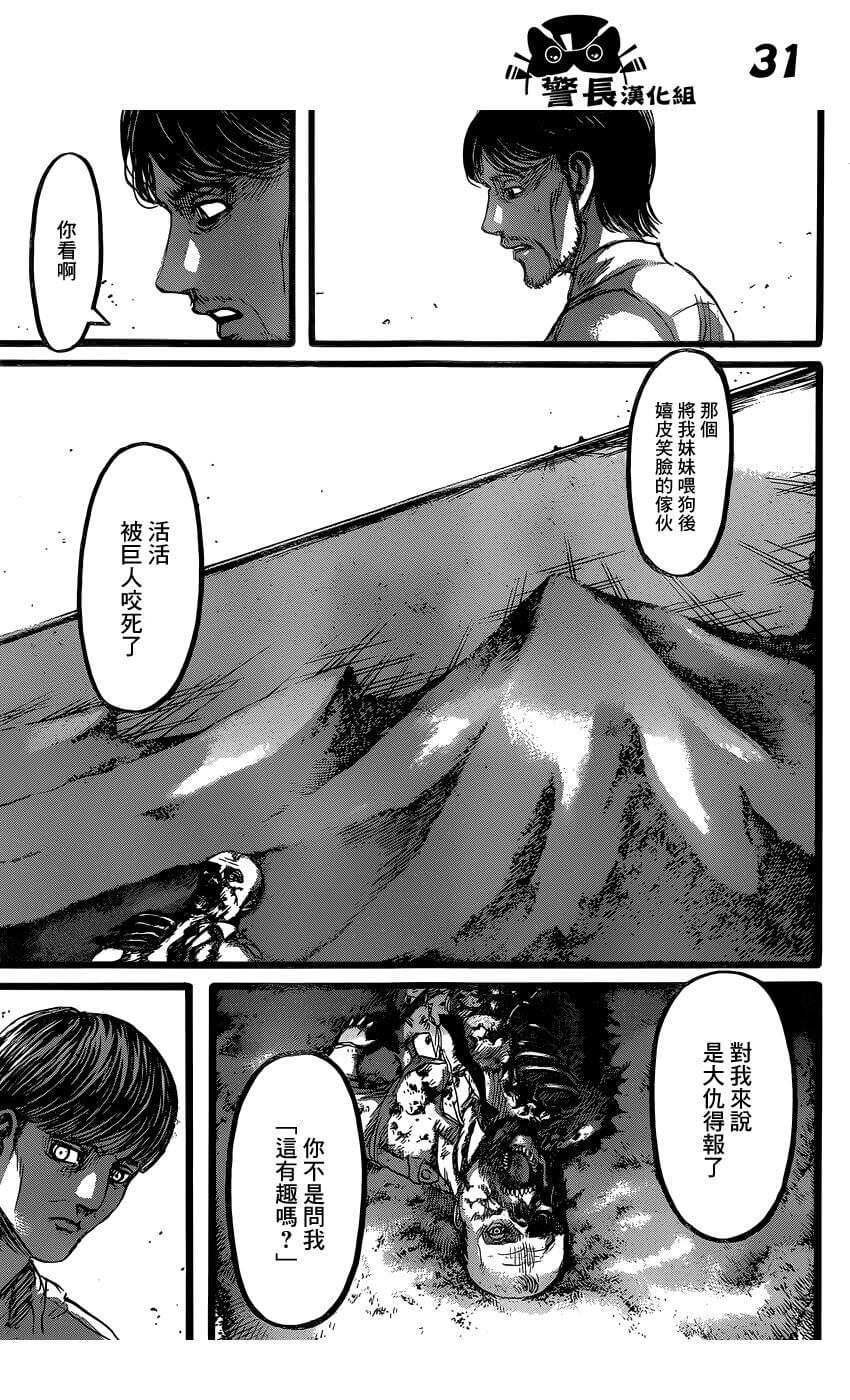 警長漢化組
31
你看啊
那個
將我妹妹喂狗後
嬉皮笑臉的傢伙
活活
被巨人咬死了
對我來說
是大仇得報了
你不是問我
「這有趣嗎?」